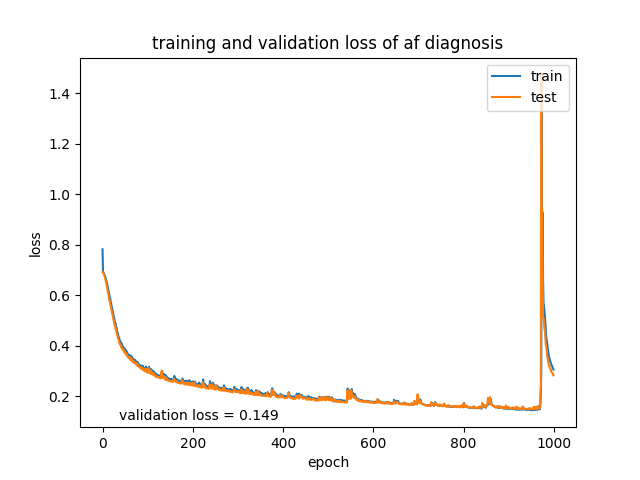 training and validation loss of af diagnosis
train
test
1.4
1.2
1.0
0.8
0.6
0.4
0.2
loss
validation loss = 0.149
0 200 400 600 800 1000
epoch